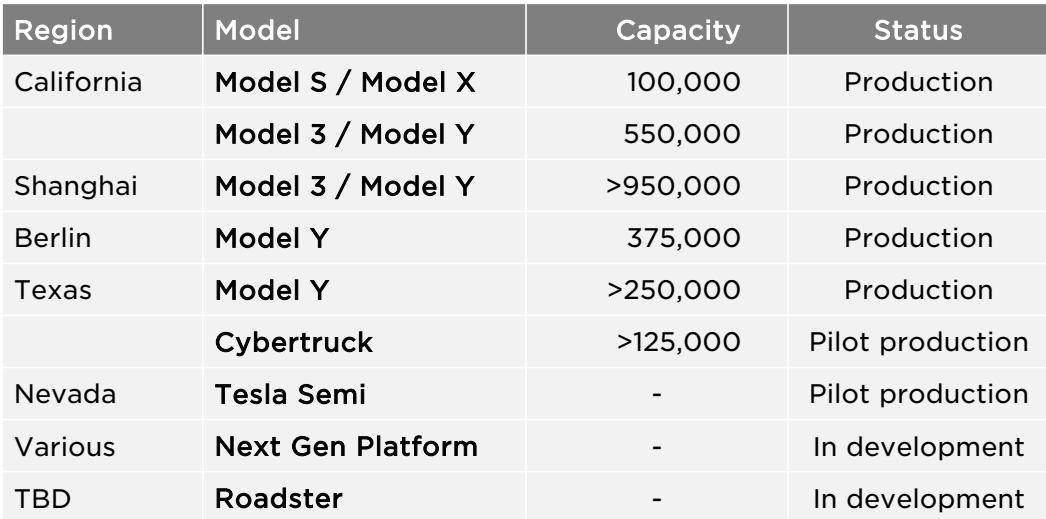 Region Model Capacity Status
California Model S / Model X 100,000 Production
Model 3 / Model Y 550,000 Production
Shanghai Model 3 / Model Y >950,000 Production
Berlin Model Y 375,000 Production
Texas Model Y >250,000 Production
Cybertruck >125,000 Pilot production
Nevada Tesla Semi - Pilot production
Various Next Gen Platform - In development
TBD Roadster - In development